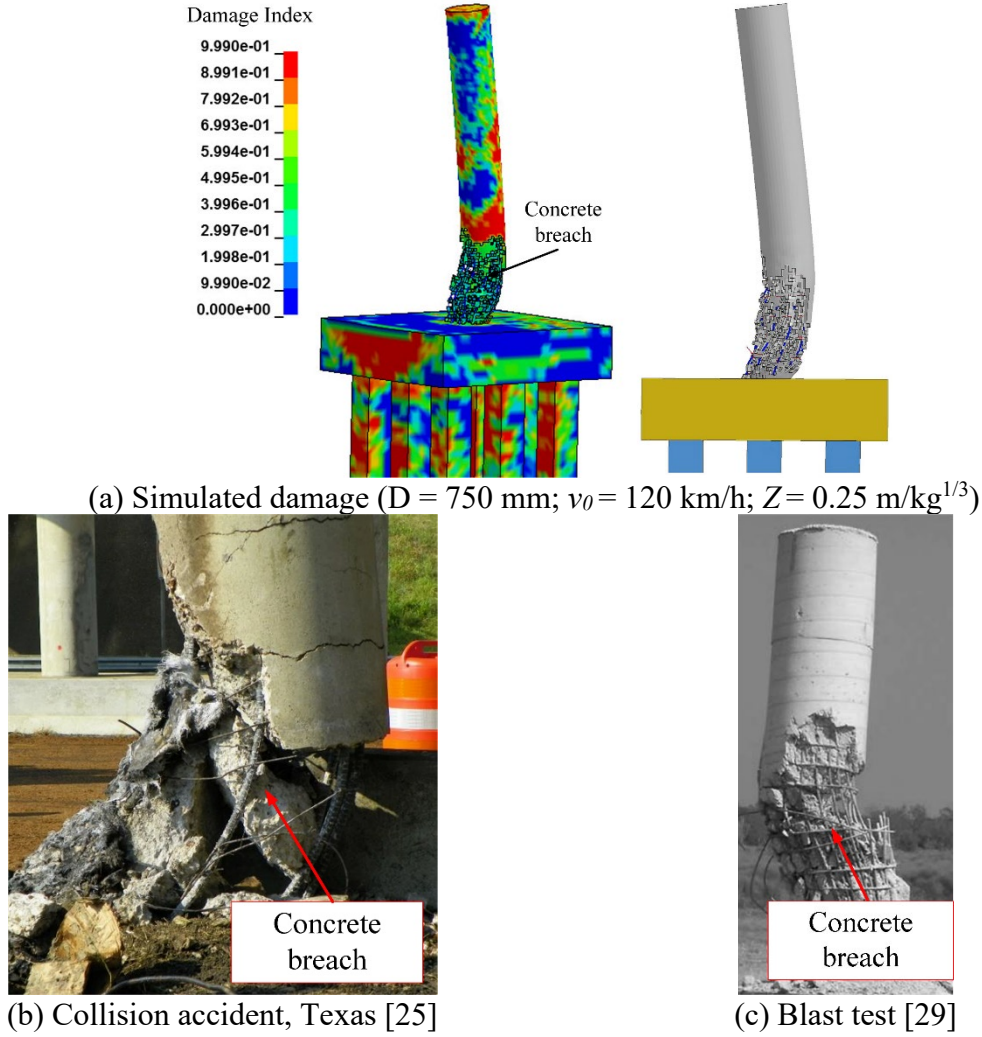 Damage Index
9.990e-01
8.991e-01
7.992e-01
6.993e-01
5.994e-01
4.995e-01
3.996e-01
2.997e-01
1.998e-01
9.990e-02
0.000e+00
Concrete
breach
(a) Simulated damage (D = 750 mm; v₀ = 120 km/h; Z = 0.25 m/kg¹ᐟ³)
Concrete
breach
(b) Collision accident, Texas [25]
Concrete
breach
(c) Blast test [29]